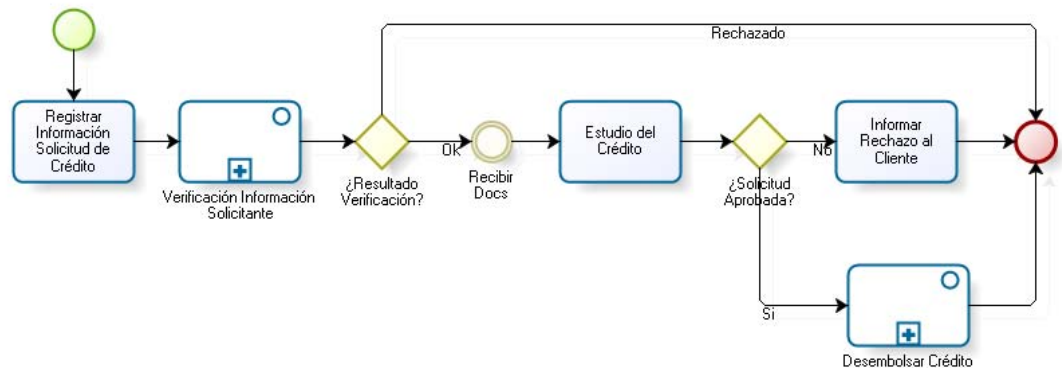 Rechazado
Registrar
Información
Solicitud de
Crédito
Verificación Información
Solicitante
¿Resultado
Verificación?
OK
Recibir
Docs
Estudio del
Crédito
¿Solicitud
Aprobada?
No
Informar
Rechazo al
Cliente
Si
Desembolsar Crédito